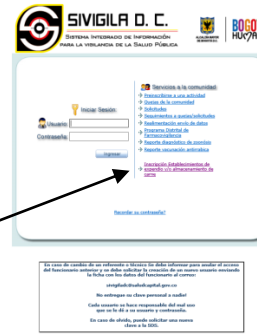 SIVIGILA D. C.
SISTEMA INTEGRADO DE INFORMACIÓN
PARA LA VIGILANCIA DE LA SALUD PÚBLICA
BOGO
HUMANA
Iniciar Sesión:
Usuario:
Contraseña:
Ingresar
Recordar su contraseña?
Servicios a la comunidad:
Preinscribirse a una actividad
Quejas de la comunidad
Solicitudes
Seguimientos a quejas/solicitudes
Realimentación envío de datos
Programa Distrital de
Farmacovigilancia
Reporte diagnóstico de zoonosis
Reporte vacunación antirrábica
Inscripción Establecimientos de
expendio y/o almacenamiento de
carne
En caso de cambio de un referente o técnico Se debe informar para anular el acceso
del funcionario anterior y se debe solicitar la creación de un nuevo usuario enviando
la ficha con los datos del funcionario al correo:
sivigiladc@saludcapital.gov.co
No entregue su clave personal a nadie!
Cada usuario se hace responsable del mal uso
que se le dé a su usuario y contraseña.
En caso de olvido, puede solicitar una nueva
clave a la SDS.